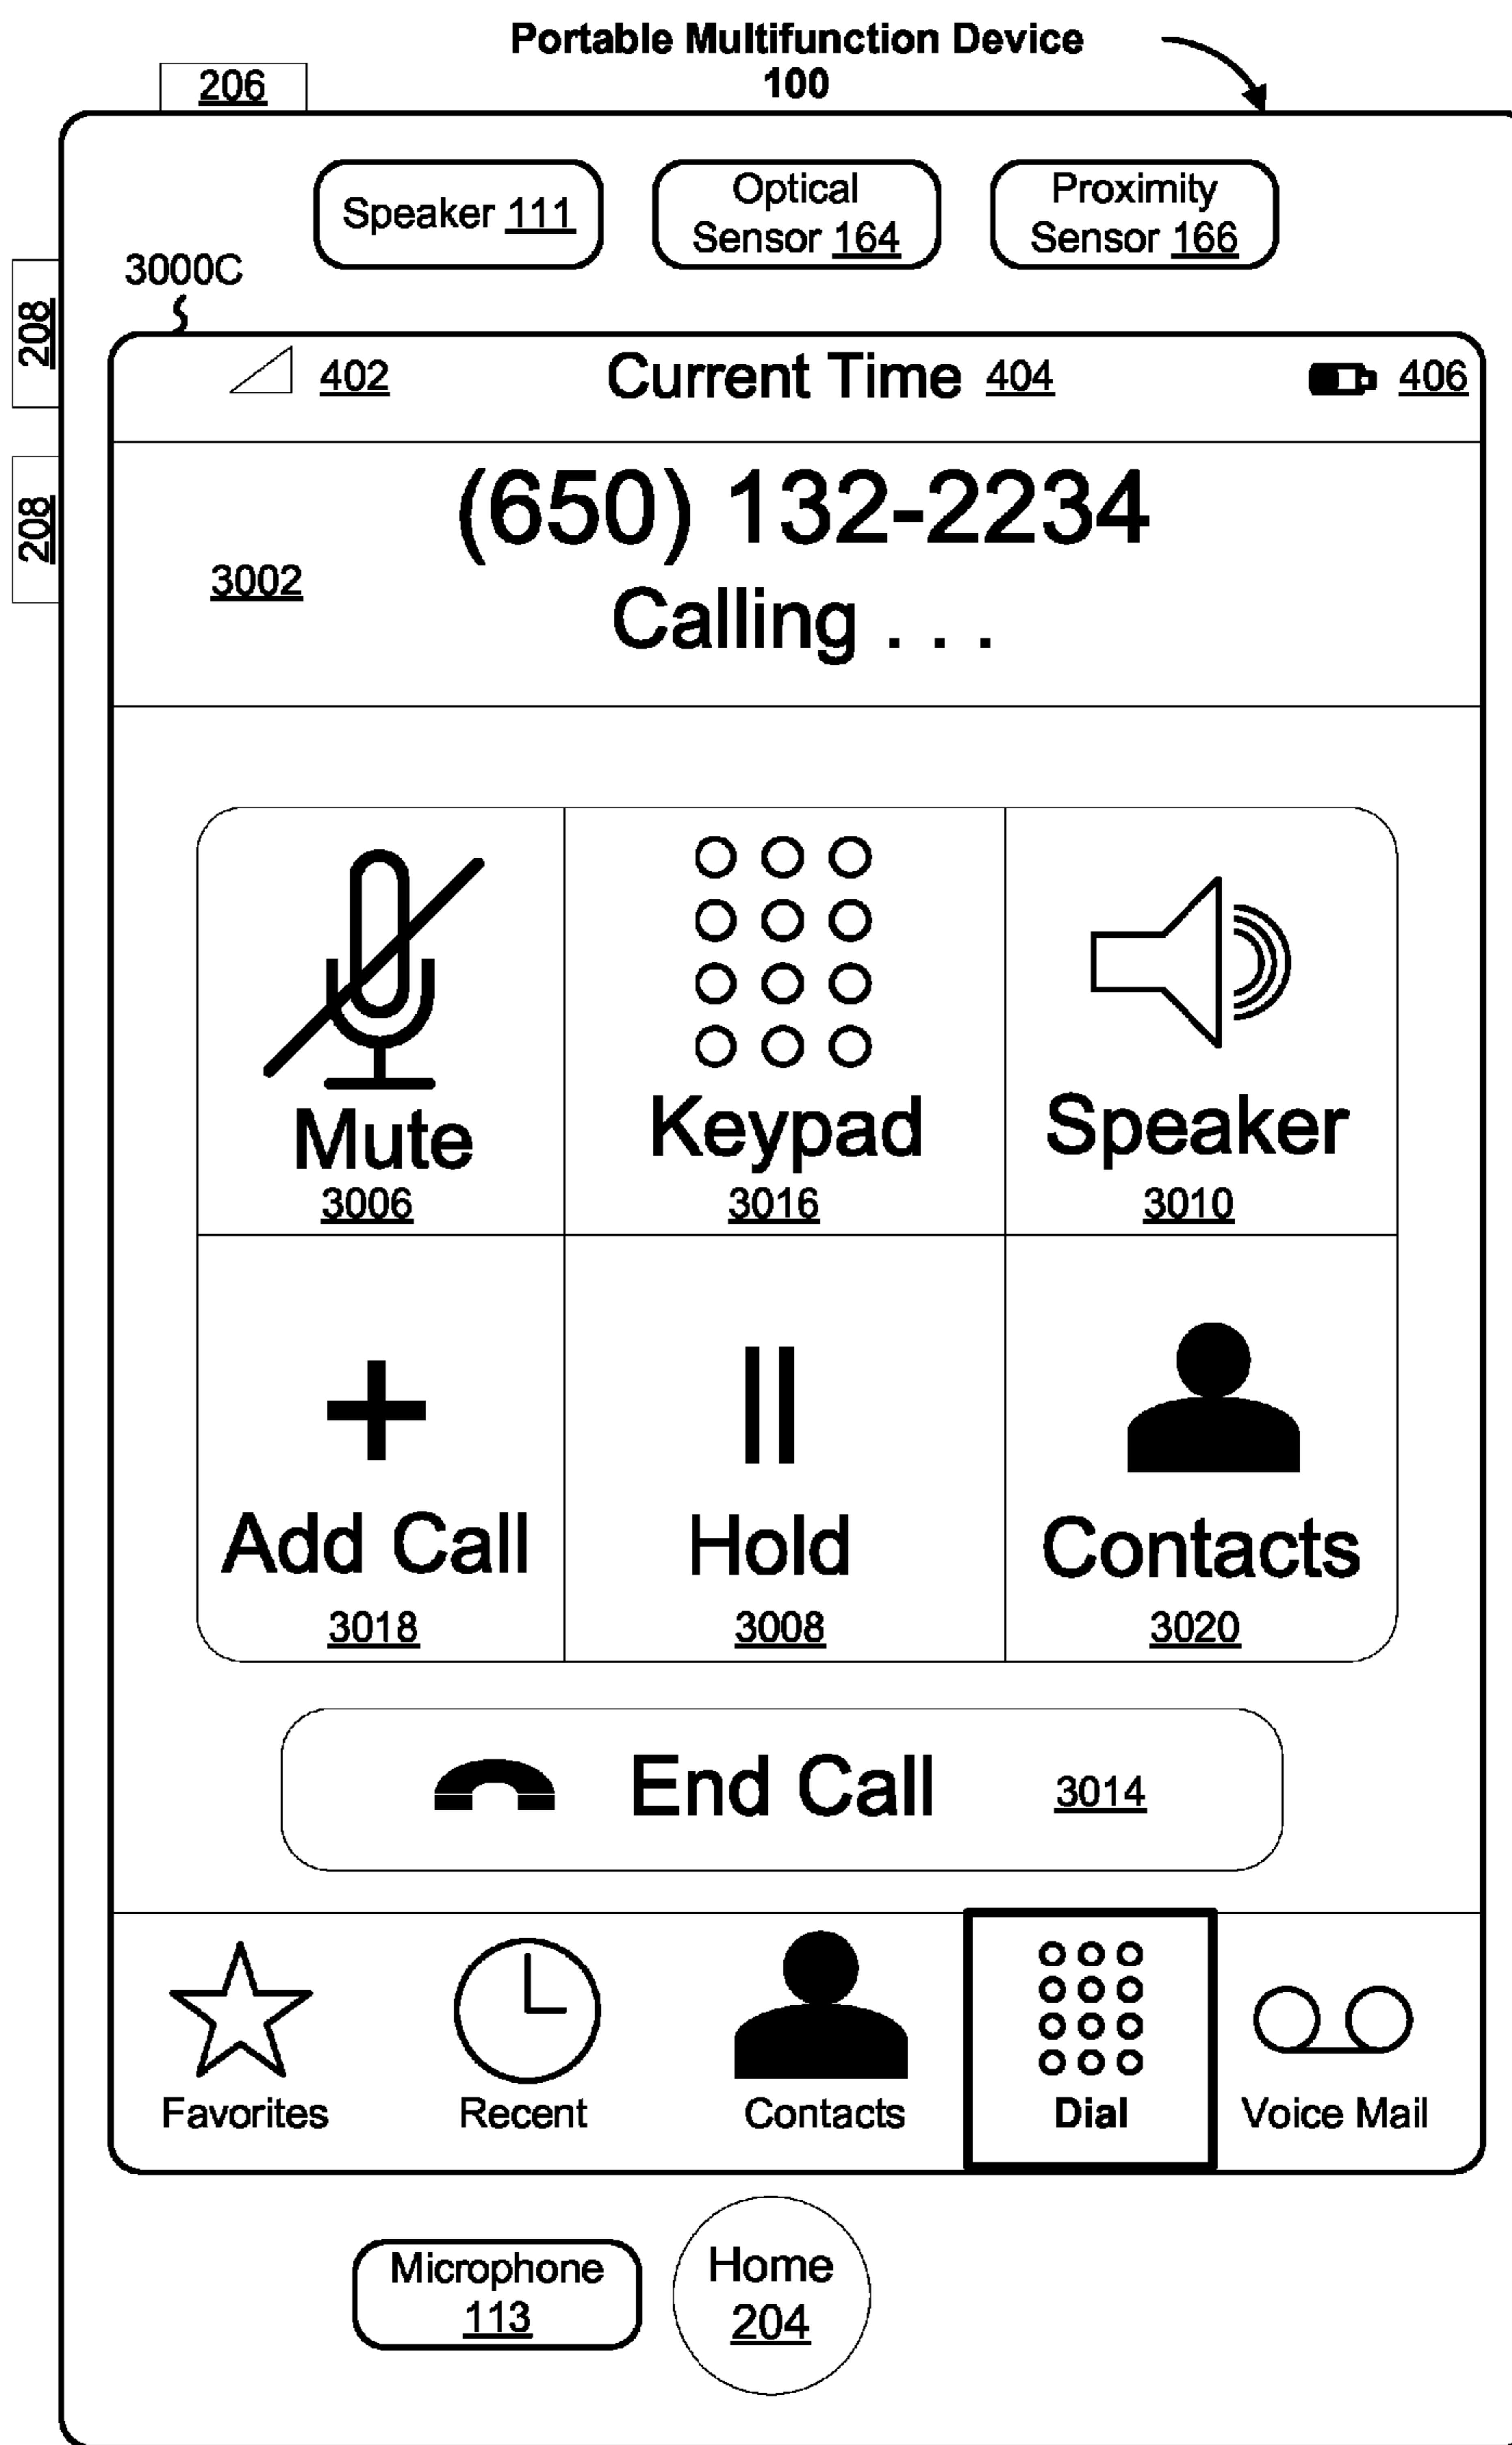 Portable Multifunction Device
100
206
Speaker 111
Optical
Sensor 164
Proximity
Sensor 166
3000C
208
208
402
Current Time 404
406
(650) 132-2234
3002
Calling . . .
Mute
3006
Keypad
3016
Speaker
3010
Add Call
3018
Hold
3008
Contacts
3020
End Call 3014
Favorites
Recent
Contacts
Dial
Voice Mail
Microphone
113
Home
204